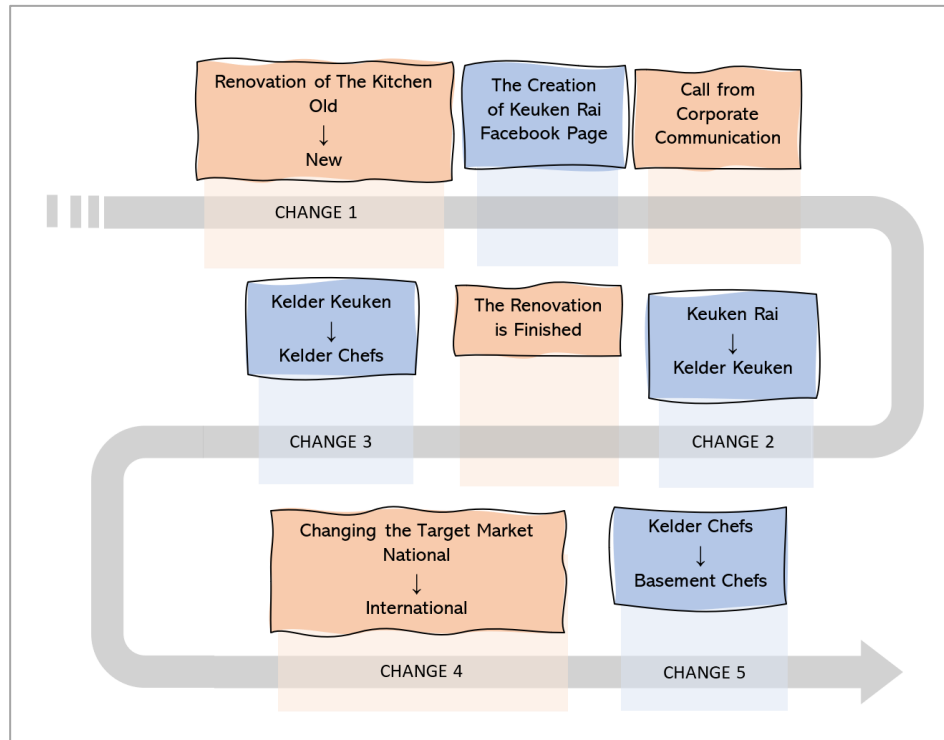 Renovation of The Kitchen
Old
↓
New
The Creation
of Keuken Rai
Facebook Page
Call from
Corporate
Communication
CHANGE 1
Kelder Keuken
↓
Kelder Chefs
The Renovation
is Finished
Keuken Rai
↓
Kelder Keuken
CHANGE 3
CHANGE 2
Changing the Target Market
National
↓
International
Kelder Chefs
↓
Basement Chefs
CHANGE 4
CHANGE 5